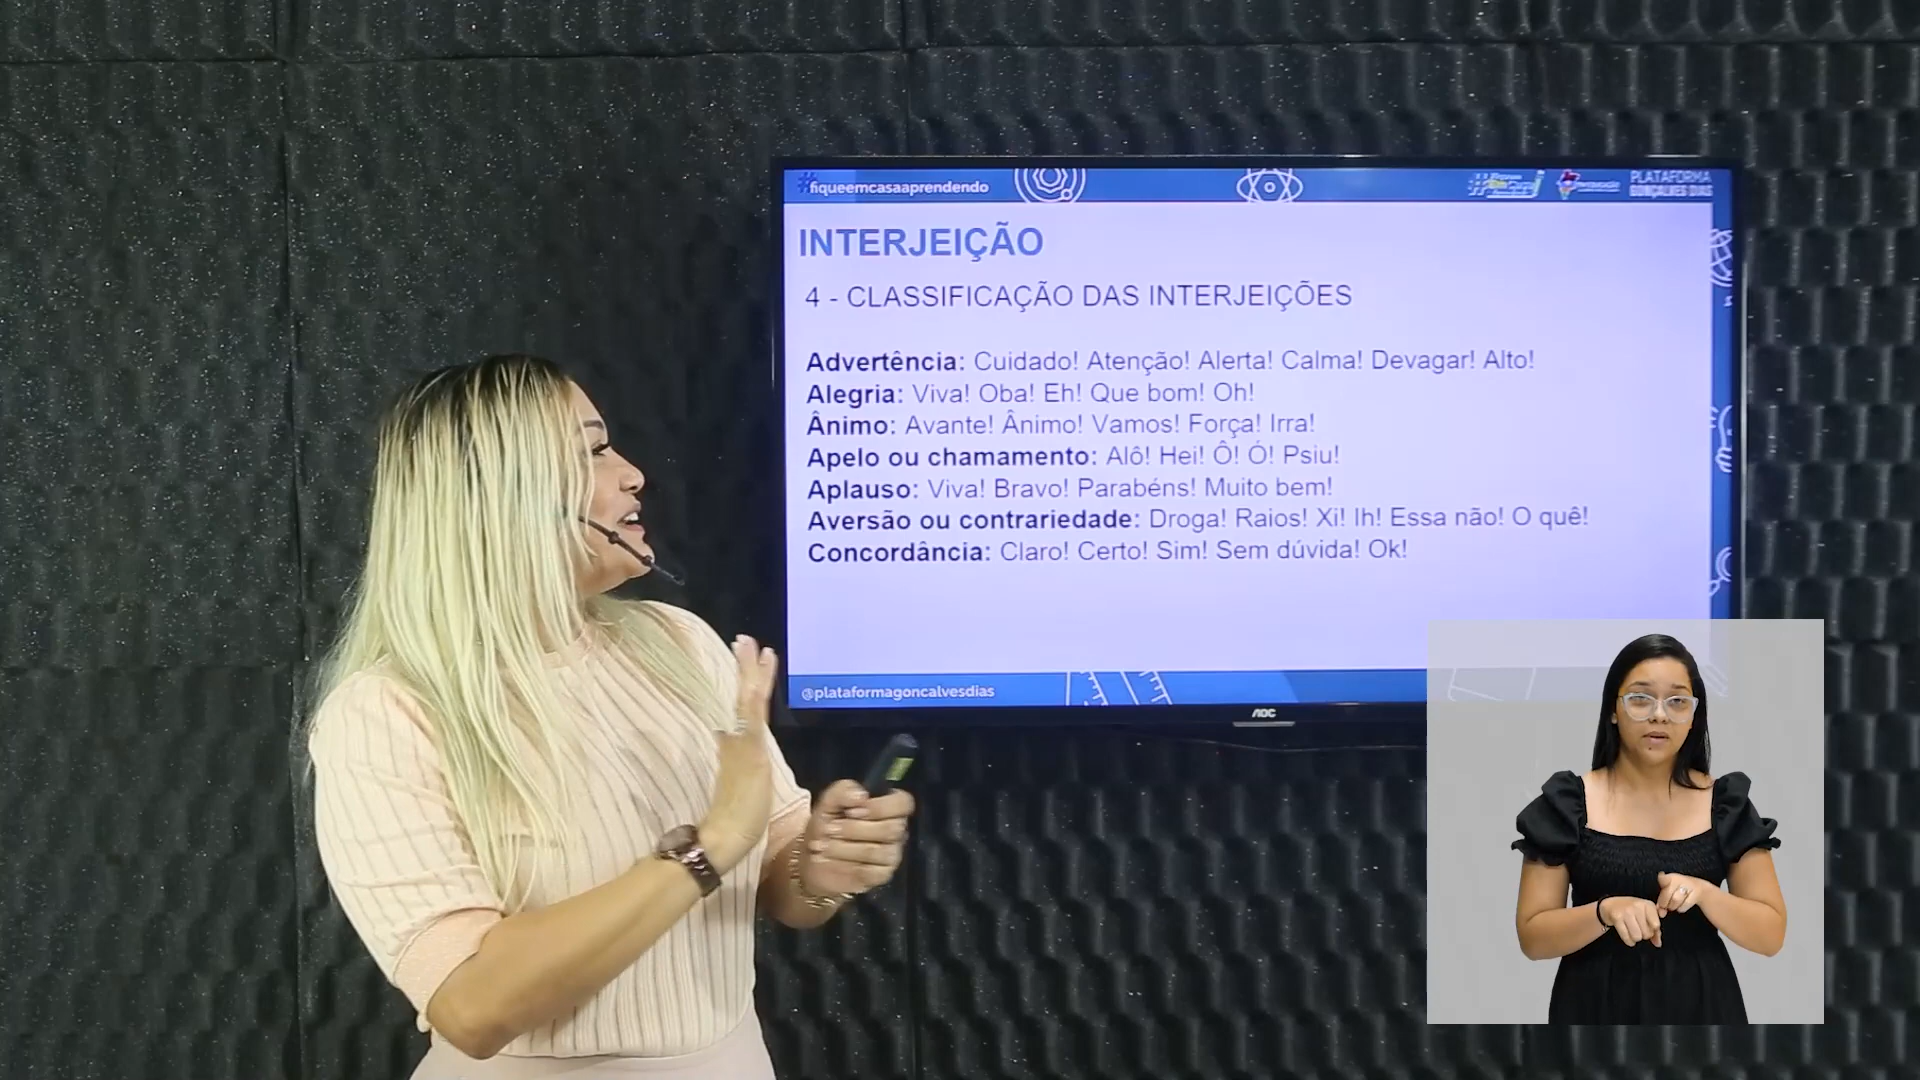 #fiqueemcasaaprendendo
PLATAFORMA
GONÇALVES DIAS
INTERJEIÇÃO
4 - CLASSIFICAÇÃO DAS INTERJEIÇÕES
Advertência: Cuidado! Atenção! Alerta! Calma! Devagar! Alto!
Alegria: Viva! Oba! Eh! Que bom! Oh!
Ânimo: Avante! Ânimo! Vamos! Força! Irra!
Apelo ou chamamento: Alô! Hei! Ô! Ó! Psiu!
Aplauso: Viva! Bravo! Parabéns! Muito bem!
Aversão ou contrariedade: Droga! Raios! Xi! Ih! Essa não! O quê!
Concordância: Claro! Certo! Sim! Sem dúvida! Ok!
@plataformagoncalvesdias
AOC